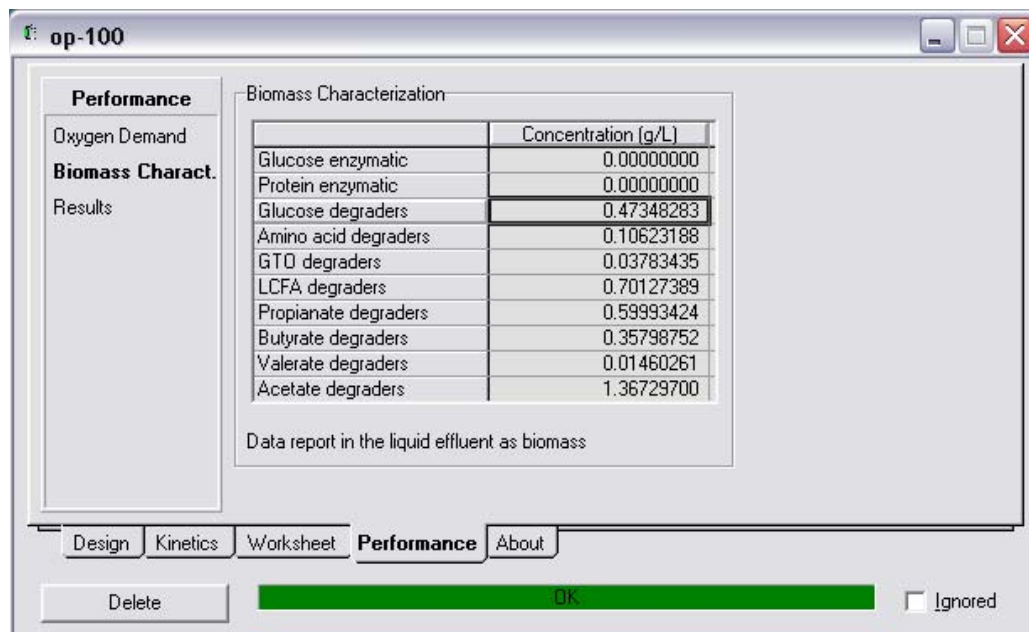 op-100
Performance
Oxygen Demand
Biomass Charact.
Results
Biomass Characterization
Concentration (g/L)
Glucose enzymatic 0.00000000
Protein enzymatic 0.00000000
Glucose degraders 0.47348283
Amino acid degraders 0.10623188
GTO degraders 0.03783435
LCFA degraders 0.70127389
Propianate degraders 0.59993424
Butyrate degraders 0.35798752
Valerate degraders 0.01460261
Acetate degraders 1.36729700
Data report in the liquid effluent as biomass
Design Kinetics Worksheet Performance About
Delete OK Ignored